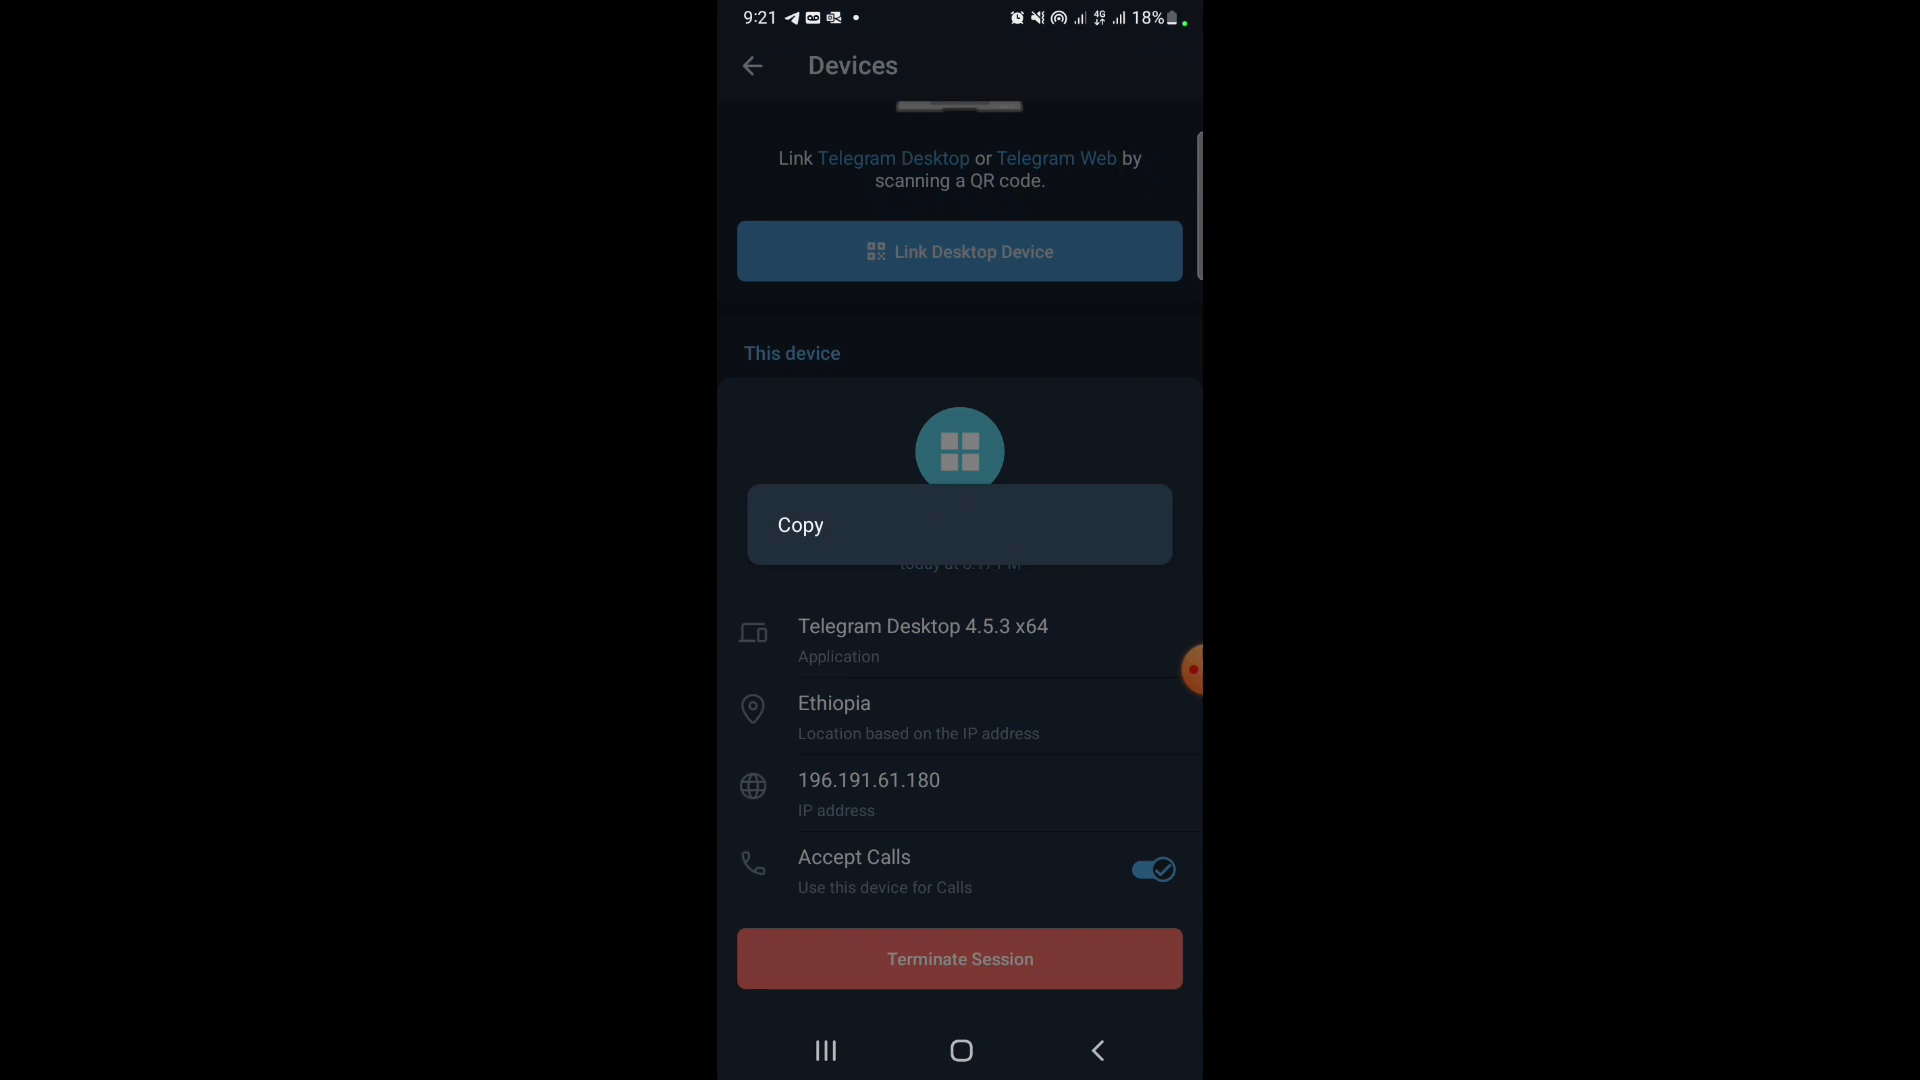 9:21
4G 18%
Devices
Link Telegram Desktop or Telegram Web by
scanning a QR code.
Link Desktop Device
This device
Copy
Telegram Desktop 4.5.3 x64
Application
Ethiopia
Location based on the IP address
196.191.61.180
IP address
Accept Calls
Use this device for Calls
Terminate Session